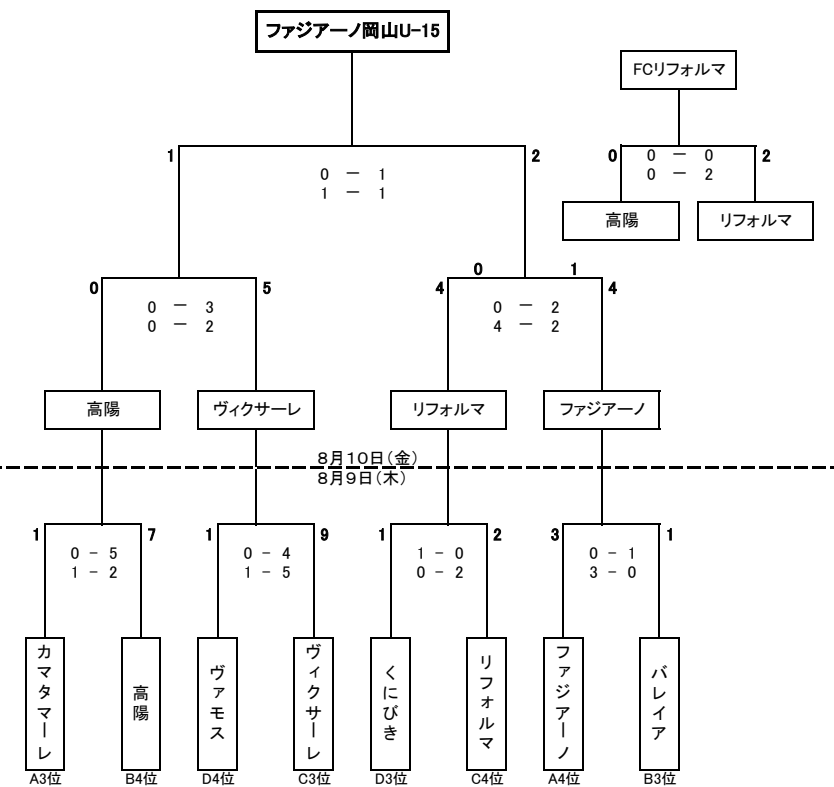 ファジアーノ岡山U-15
FCリフォルマ
1 2
0 － 1
1 － 1
0 2
0 － 0
0 － 2
高陽 リフォルマ
0 5
0 － 3
0 － 2
0 1
4 4
0 － 2
4 － 2
高陽 ヴィクサーレ リフォルマ ファジアーノ
8月10日(金)
8月9日(木)
1 7 1 9 1 2 3 1
0 - 5 0 - 4 1 - 0 0 - 1
1 - 2 1 - 5 0 - 2 3 - 0
カマタマーレ
高陽
ヴァモス
ヴィクサーレ
くにびき
リフォルマ
ファジアーノ
バレイア
A3位 B4位 D4位 C3位 D3位 C4位 A4位 B3位